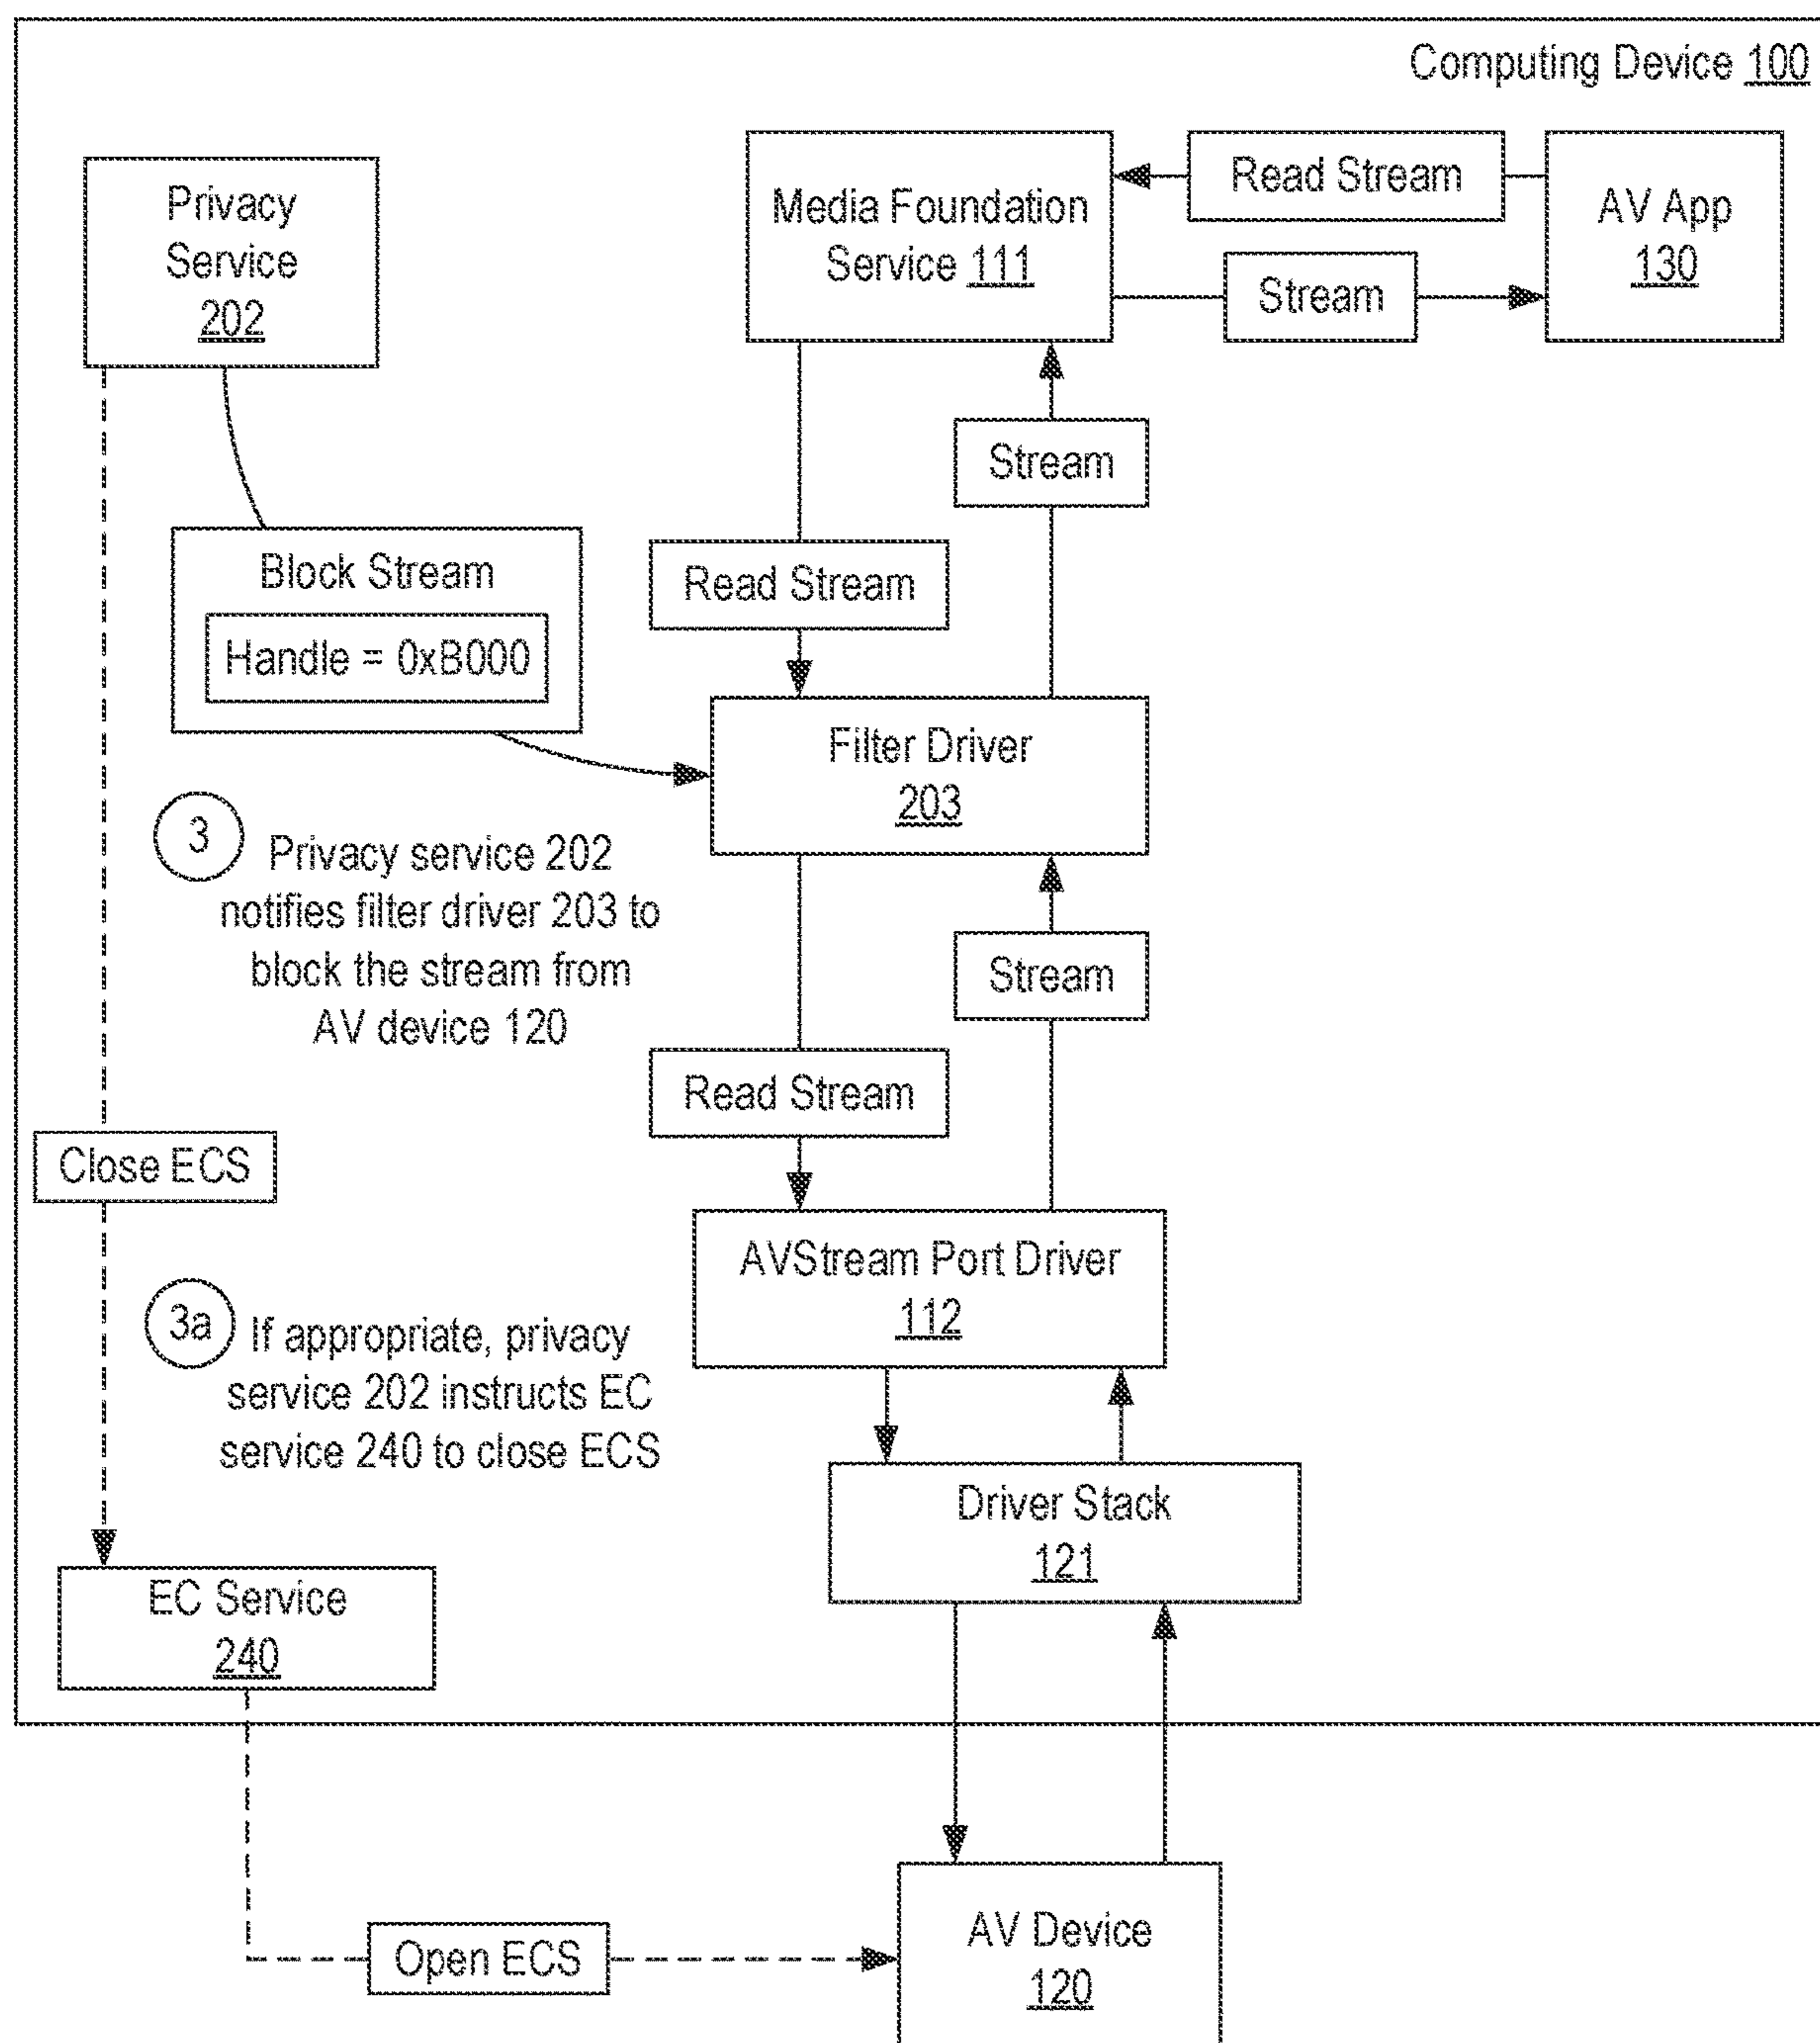 Computing Device 100
Privacy
Service
202
Media Foundation
Service 111
Read Stream
Stream
AV App
130
Stream
Read Stream
Block Stream
Handle = 0xB000
Filter Driver
203
3
Privacy service 202
notifies filter driver 203 to
block the stream from
AV device 120
Stream
Read Stream
Close ECS
AVStream Port Driver
112
3a
If appropriate, privacy
service 202 instructs EC
service 240 to close ECS
Driver Stack
121
EC Service
240
Open ECS
AV Device
120